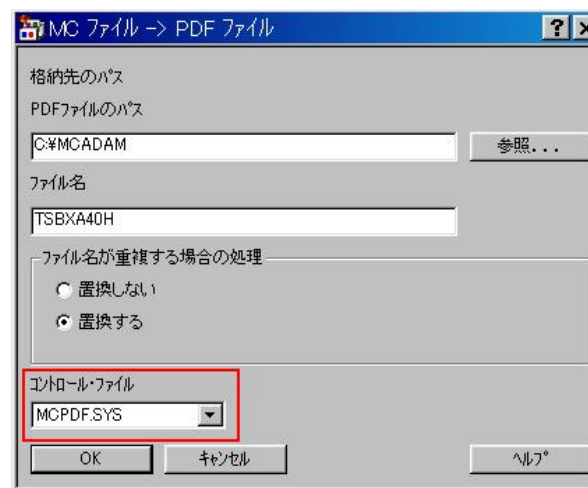 MC ファイル -> PDF ファイル
格納先のパス
PDFファイルのパス
C:¥MCADAM
参照...
ファイル名
TSBXA40H
ファイル名が重複する場合の処理
置換しない
置換する
コントロール・ファイル
MCPDF.SYS
OK
キャンセル
ヘルプ